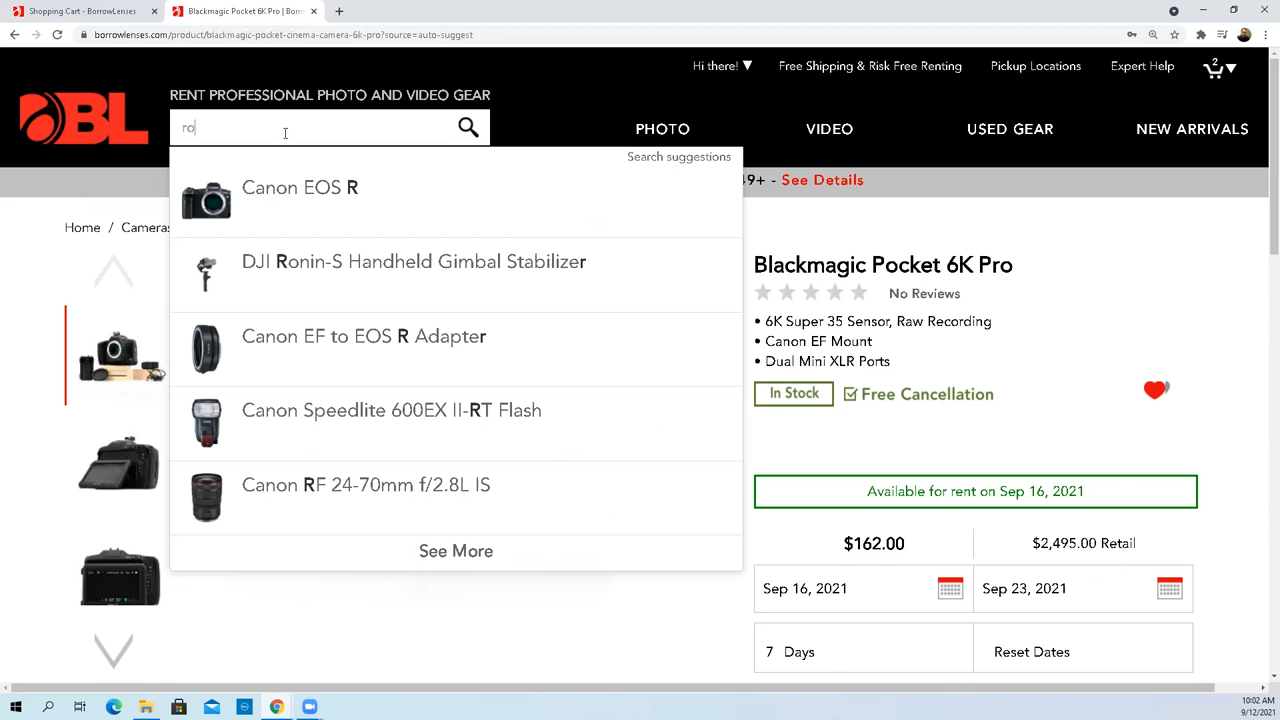 Shopping Cart - BorrowLenses
Blackmagic Pocket 6K Pro | Borro
borrowlenses.com/product/blackmagic-pocket-cinema-camera-6k-pro?source=auto-suggest
Hi there! ▼
Free Shipping & Risk Free Renting
Pickup Locations
Expert Help
2
BL
RENT PROFESSIONAL PHOTO AND VIDEO GEAR
ro
PHOTO
VIDEO
USED GEAR
NEW ARRIVALS
Search suggestions
49+ - See Details
Canon EOS R
DJI Ronin-S Handheld Gimbal Stabilizer
Canon EF to EOS R Adapter
Canon Speedlite 600EX II-RT Flash
Canon RF 24-70mm f/2.8L IS
See More
Home / Cameras
Blackmagic Pocket 6K Pro
No Reviews
• 6K Super 35 Sensor, Raw Recording
• Canon EF Mount
• Dual Mini XLR Ports
In Stock
Free Cancellation
Available for rent on Sep 16, 2021
$162.00
$2,495.00 Retail
Sep 16, 2021
Sep 23, 2021
7 Days
Reset Dates
10:02 AM
9/12/2021